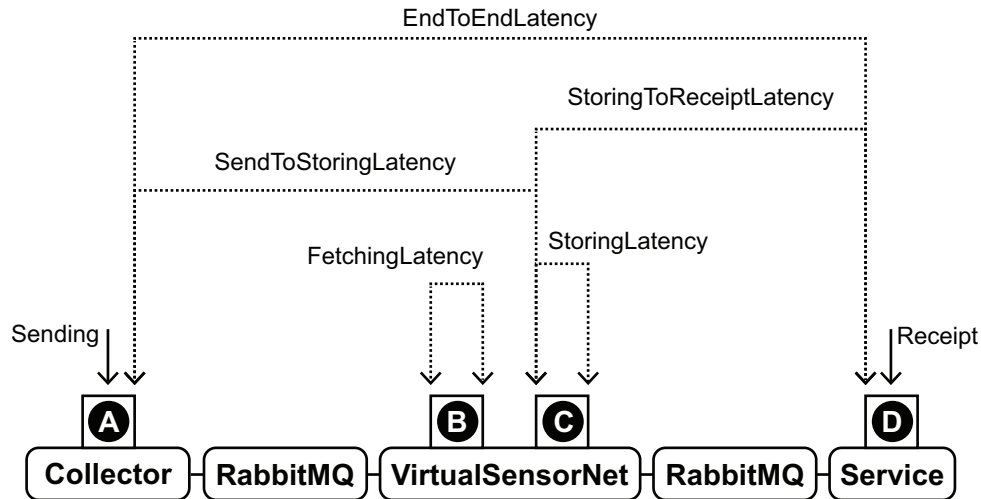 EndToEndLatency
StoringToReceiptLatency
SendToStoringLatency
StoringLatency
FetchingLatency
Sending
Receipt
A
B
C
D
Collector
RabbitMQ
VirtualSensorNet
RabbitMQ
Service